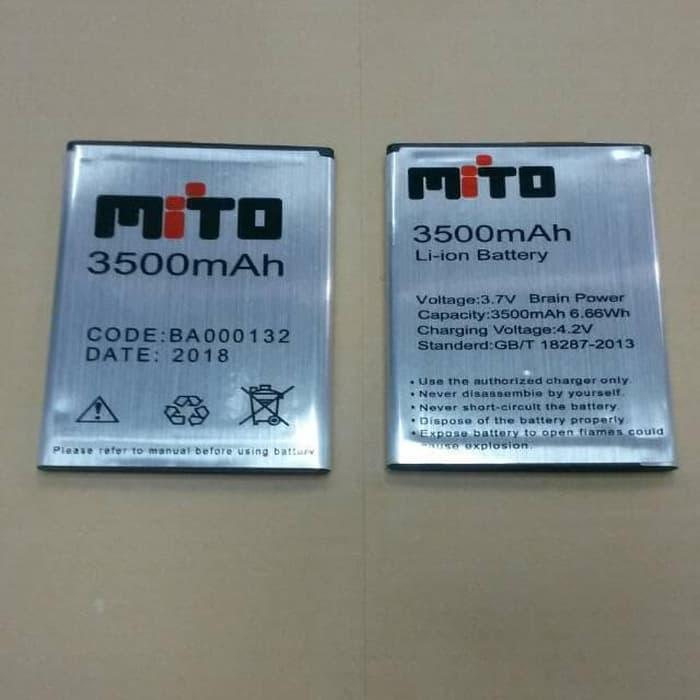 MiTO
3500mAh
CODE:BA000132
DATE: 2018
Please refer to manual before using battery
MiTO
3500mAh
Li-ion Battery
Voltage:3.7V Brain Power
Capacity:3500mAh 6.66Wh
Charging Voltage:4.2V
Standerd:GB/T 18287-2013
• Use the authorized charger only.
• Never disassemble by yourself.
• Never short-circuit the battery.
• Dispose of the battery properly.
• Expose battery to open flames could
cause explosion.